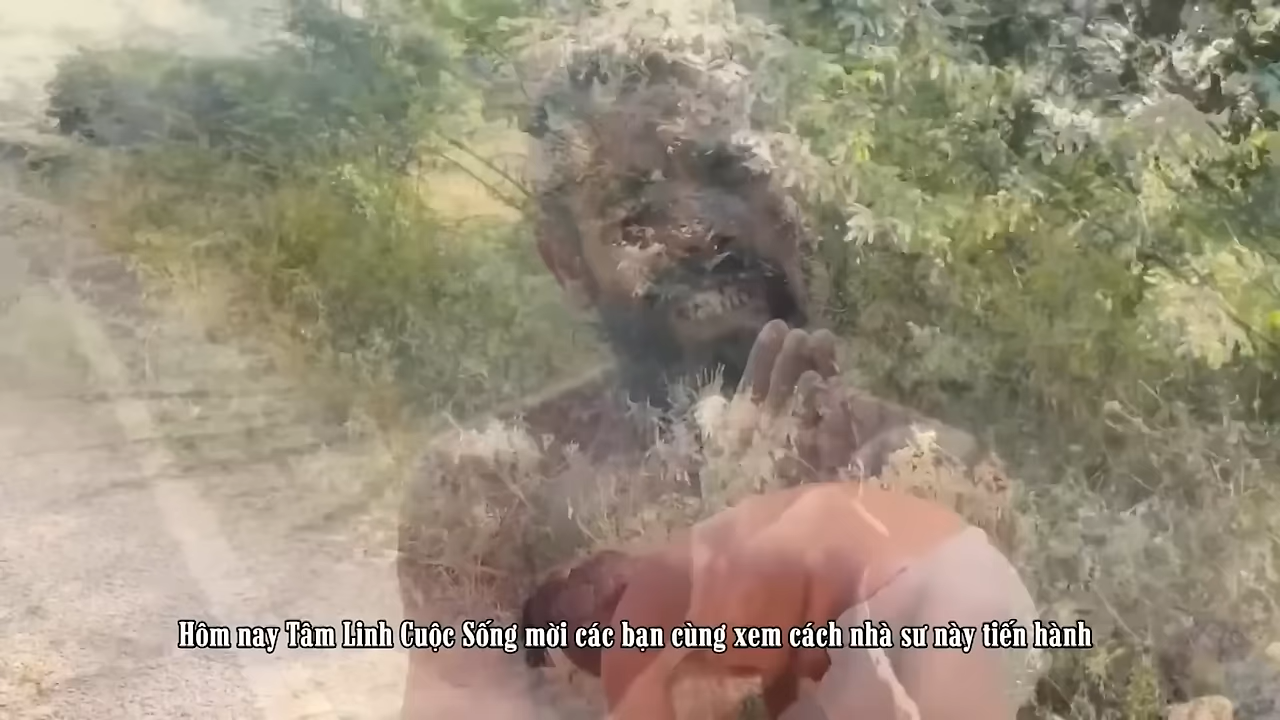 Hôm nay Tâm Linh Cuộc Sống mời các bạn cùng xem cách nhà sư này tiến hành